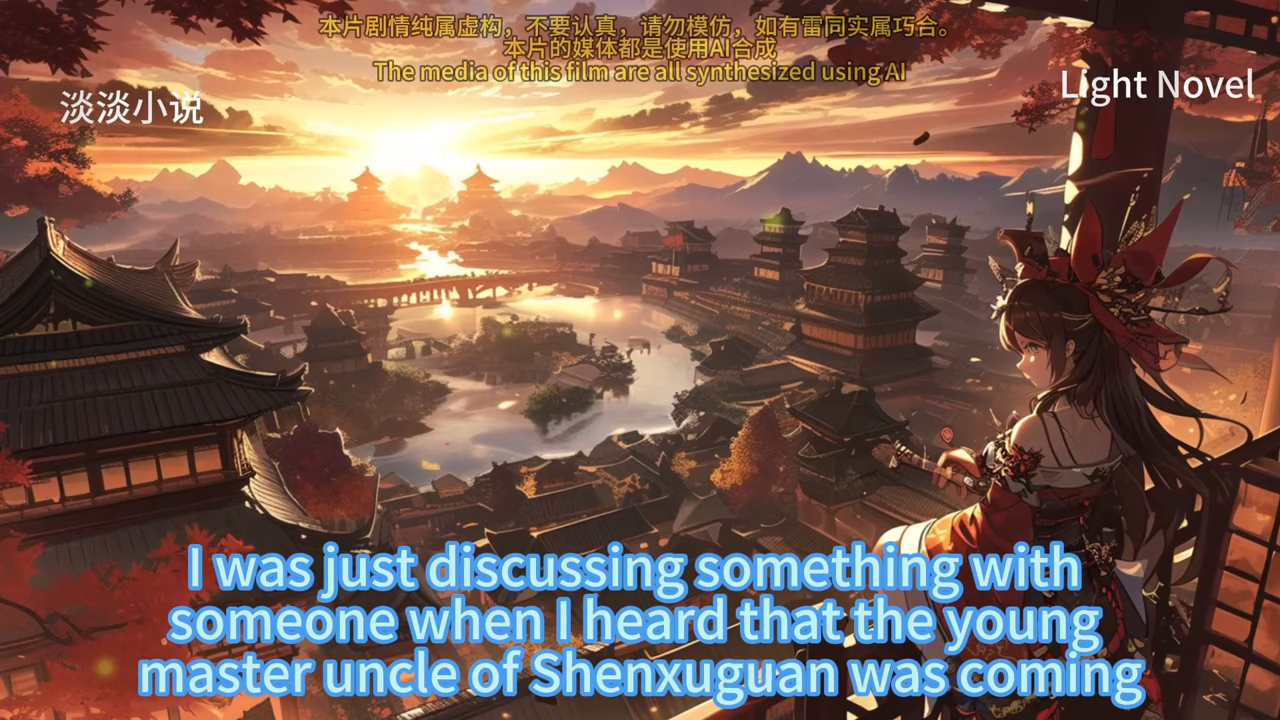 本片剧情纯属虚构，不要认真，请勿模仿，如有雷同实属巧合。
本片的媒体都是使用AI合成
The media of this film are all synthesized using AI
Light Novel
淡淡小说
I was just discussing something with
someone when I heard that the young
master uncle of Shenxuguan was coming